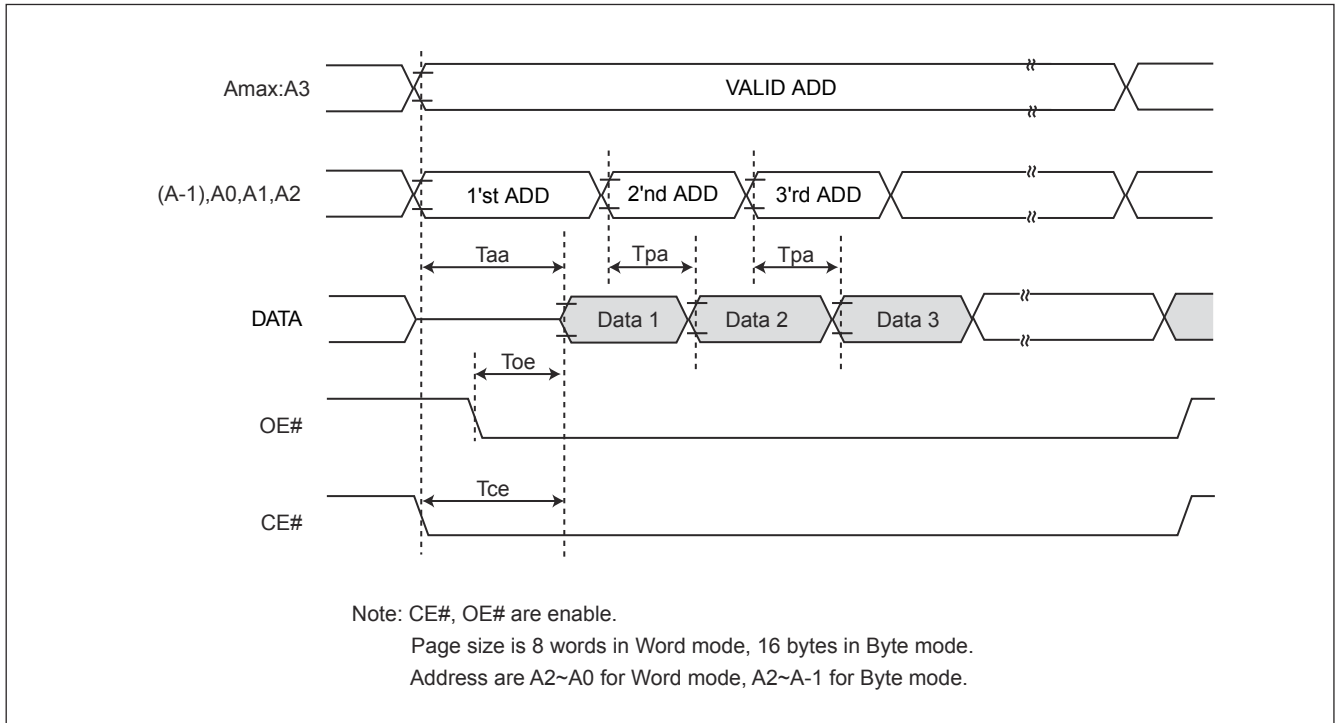 Amax:A3
VALID ADD
(A-1),A0,A1,A2
1'st ADD
2'nd ADD
3'rd ADD
Taa
Tpa
Tpa
DATA
Data 1
Data 2
Data 3
Toe
OE#
Tce
CE#
Note: CE#, OE# are enable.
Page size is 8 words in Word mode, 16 bytes in Byte mode.
Address are A2~A0 for Word mode, A2~A-1 for Byte mode.